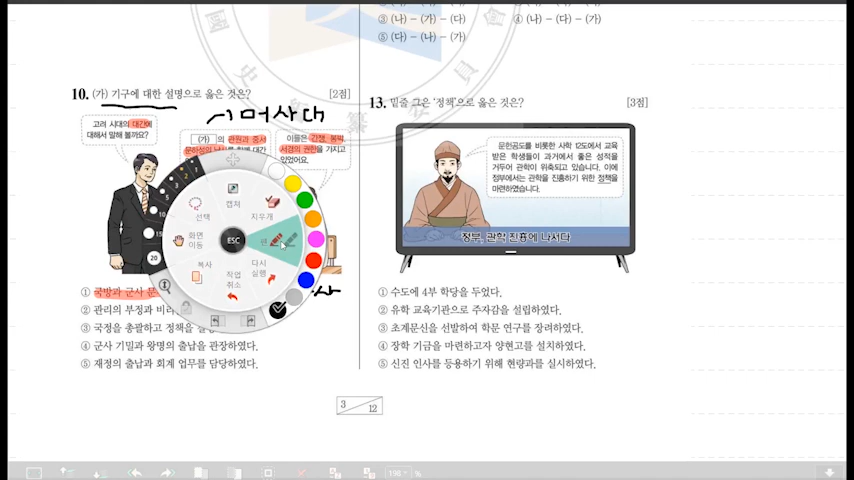 ③ (나) - (가) - (다)
④ (나) - (다) - (가)
⑤ (다) - (나) - (가)
10. (가) 기구에 대한 설명으로 옳은 것은? [2점]
어사대
고려 시대의 대간에
대해서 말해 볼까요?
(가) 의 관원과 중서
이들은 간쟁, 봉박,
서경의 권한을 가지고
있었어요.
캡처
지우개
펜
다시
실행
작업
취소
복사
화면
이동
선택
ESC
1
2
3
5
10
15
20
① 국방과 군사 문
② 관리의 부정과 비리
③ 국정을 총괄하고 정책을
④ 군사 기밀과 왕명의 출납을 관장하였다.
⑤ 재정의 출납과 회계 업무를 담당하였다.
13. 밑줄 그은 '정책'으로 옳은 것은? [3점]
문헌공도를 비롯한 사학 12도에서 교육
받은 학생들이 과거에서 좋은 성적을
거두어 관학이 위축되고 있습니다. 이에
정부에서는 관학을 진흥하기 위한 정책을
마련하였습니다.
정부, 관학 진흥에 나서다
① 수도에 4부 학당을 두었다.
② 유학 교육기관으로 주자감을 설립하였다.
③ 초계문신을 선발하여 학문 연구를 장려하였다.
④ 장학 기금을 마련하고자 양현고를 설치하였다.
⑤ 신진 인사를 등용하기 위해 현량과를 실시하였다.
3 12
198 %